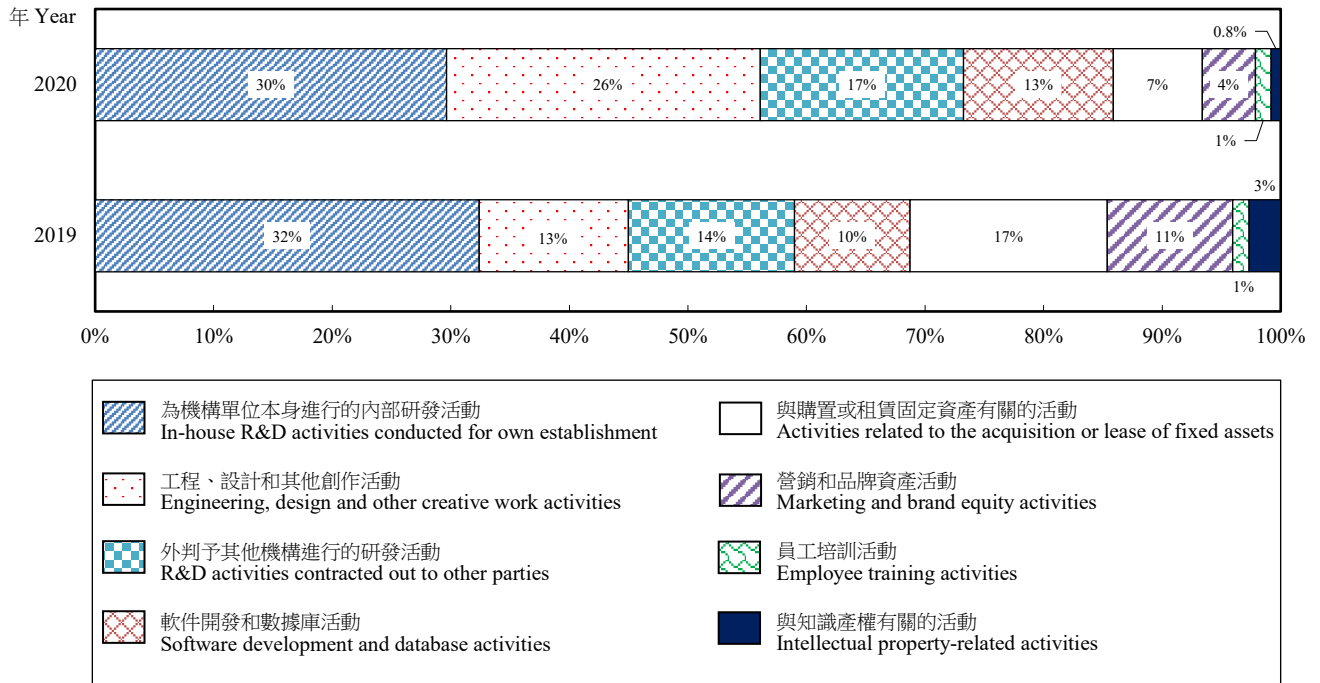 年 Year
0.8%
2020
30%
26%
17%
13%
7%
4%
1%
3%
2019
32%
13%
14%
10%
17%
11%
1%
0%
10%
20%
30%
40%
50%
60%
70%
80%
90%
100%
為機構單位本身進行的內部研發活動
In-house R&D activities conducted for own establishment
與購置或租賃固定資產有關的活動
Activities related to the acquisition or lease of fixed assets
工程、設計和其他創作活動
Engineering, design and other creative work activities
營銷和品牌資產活動
Marketing and brand equity activities
外判予其他機構進行的研發活動
R&D activities contracted out to other parties
員工培訓活動
Employee training activities
軟件開發和數據庫活動
Software development and database activities
與知識產權有關的活動
Intellectual property-related activities